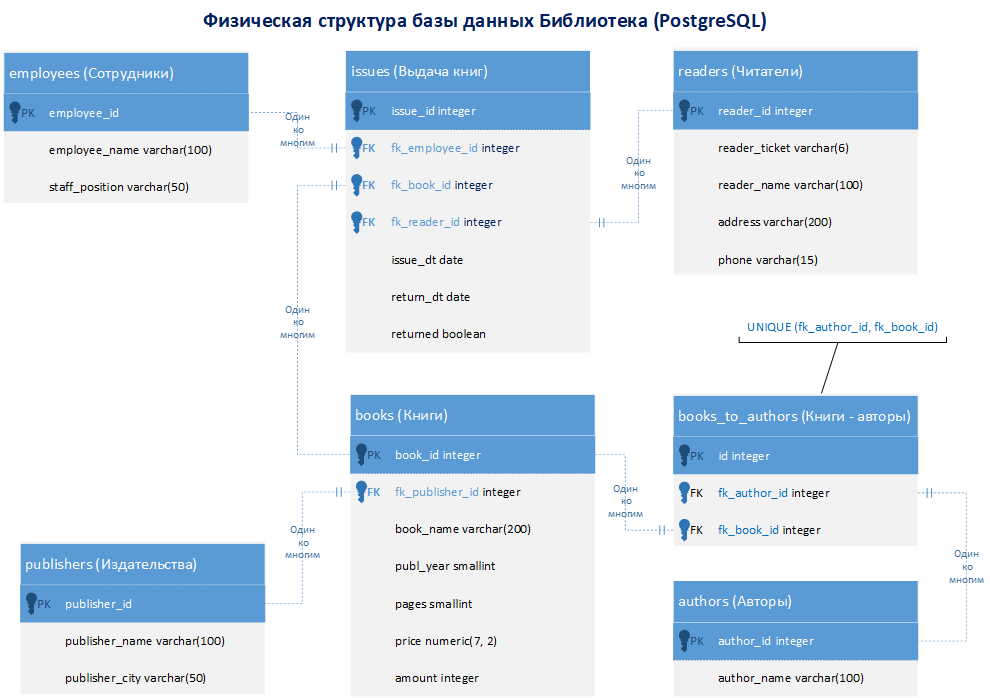 Физическая структура базы данных Библиотека (PostgreSQL)
employees (Сотрудники)
PK employee_id
employee_name varchar(100)
staff_position varchar(50)
Один
ко
многим
issues (Выдача книг)
PK issue_id integer
FK fk_employee_id integer
FK fk_book_id integer
FK fk_reader_id integer
issue_dt date
return_dt date
returned boolean
Один
ко
многим
readers (Читатели)
PK reader_id integer
reader_ticket varchar(6)
reader_name varchar(100)
address varchar(200)
phone varchar(15)
Один
ко
многим
UNIQUE (fk_author_id, fk_book_id)
books (Книги)
PK book_id integer
FK fk_publisher_id integer
book_name varchar(200)
publ_year smallint
pages smallint
price numeric(7, 2)
amount integer
Один
ко
многим
books_to_authors (Книги - авторы)
PK id integer
FK fk_author_id integer
FK fk_book_id integer
Один
ко
многим
publishers (Издательства)
PK publisher_id
publisher_name varchar(100)
publisher_city varchar(50)
Один
ко
многим
authors (Авторы)
PK author_id integer
author_name varchar(100)